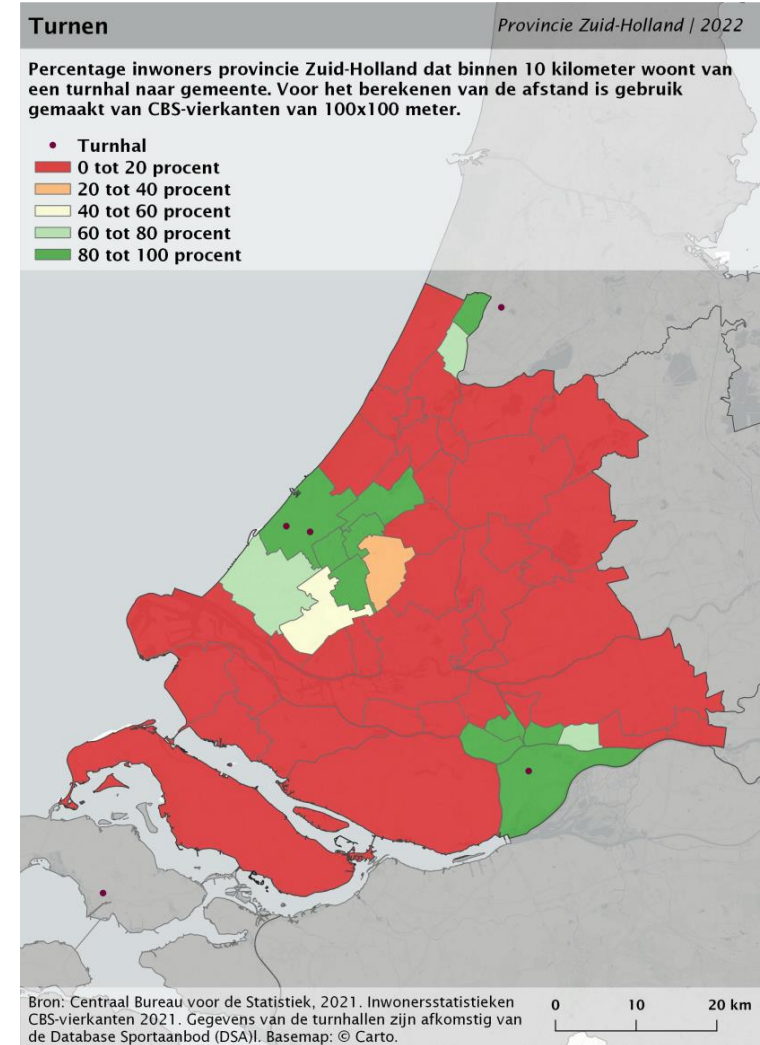 Turnen
Provincie Zuid-Holland | 2022
Percentage inwoners provincie Zuid-Holland dat binnen 10 kilometer woont van
een turnhal naar gemeente. Voor het berekenen van de afstand is gebruik
gemaakt van CBS-vierkanten van 100x100 meter.
Turnhal
0 tot 20 procent
20 tot 40 procent
40 tot 60 procent
60 tot 80 procent
80 tot 100 procent
Bron: Centraal Bureau voor de Statistiek, 2021. Inwonersstatistieken
CBS-vierkanten 2021. Gegevens van de turnhallen zijn afkomstig van
de Database Sportaanbod (DSA)l. Basemap: © Carto.
0 10 20 km